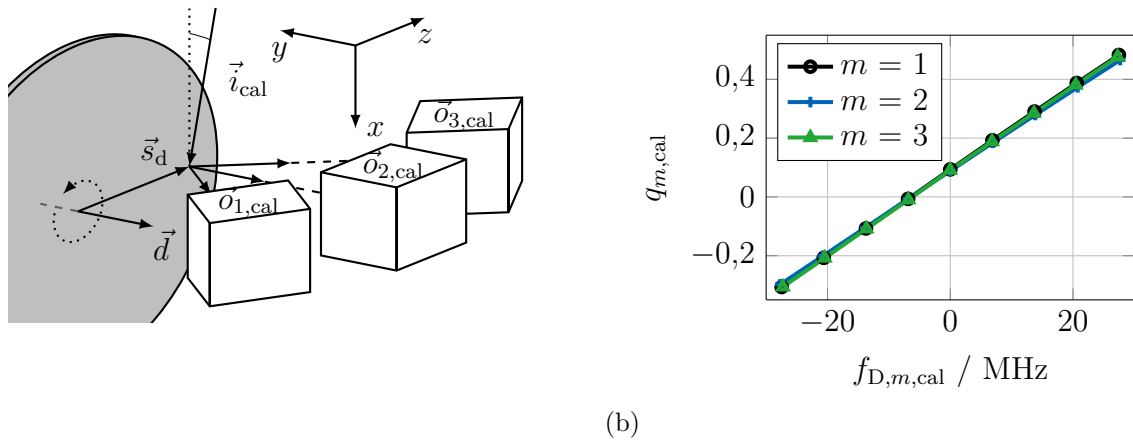 y
z
x
i⃗cal
s⃗d
d⃗
o⃗1,cal
o⃗2,cal
o⃗3,cal
qm,cal
0,4
0,2
0
−0,2
m = 1
m = 2
m = 3
−20 0 20
fD,m,cal / MHz
(b)